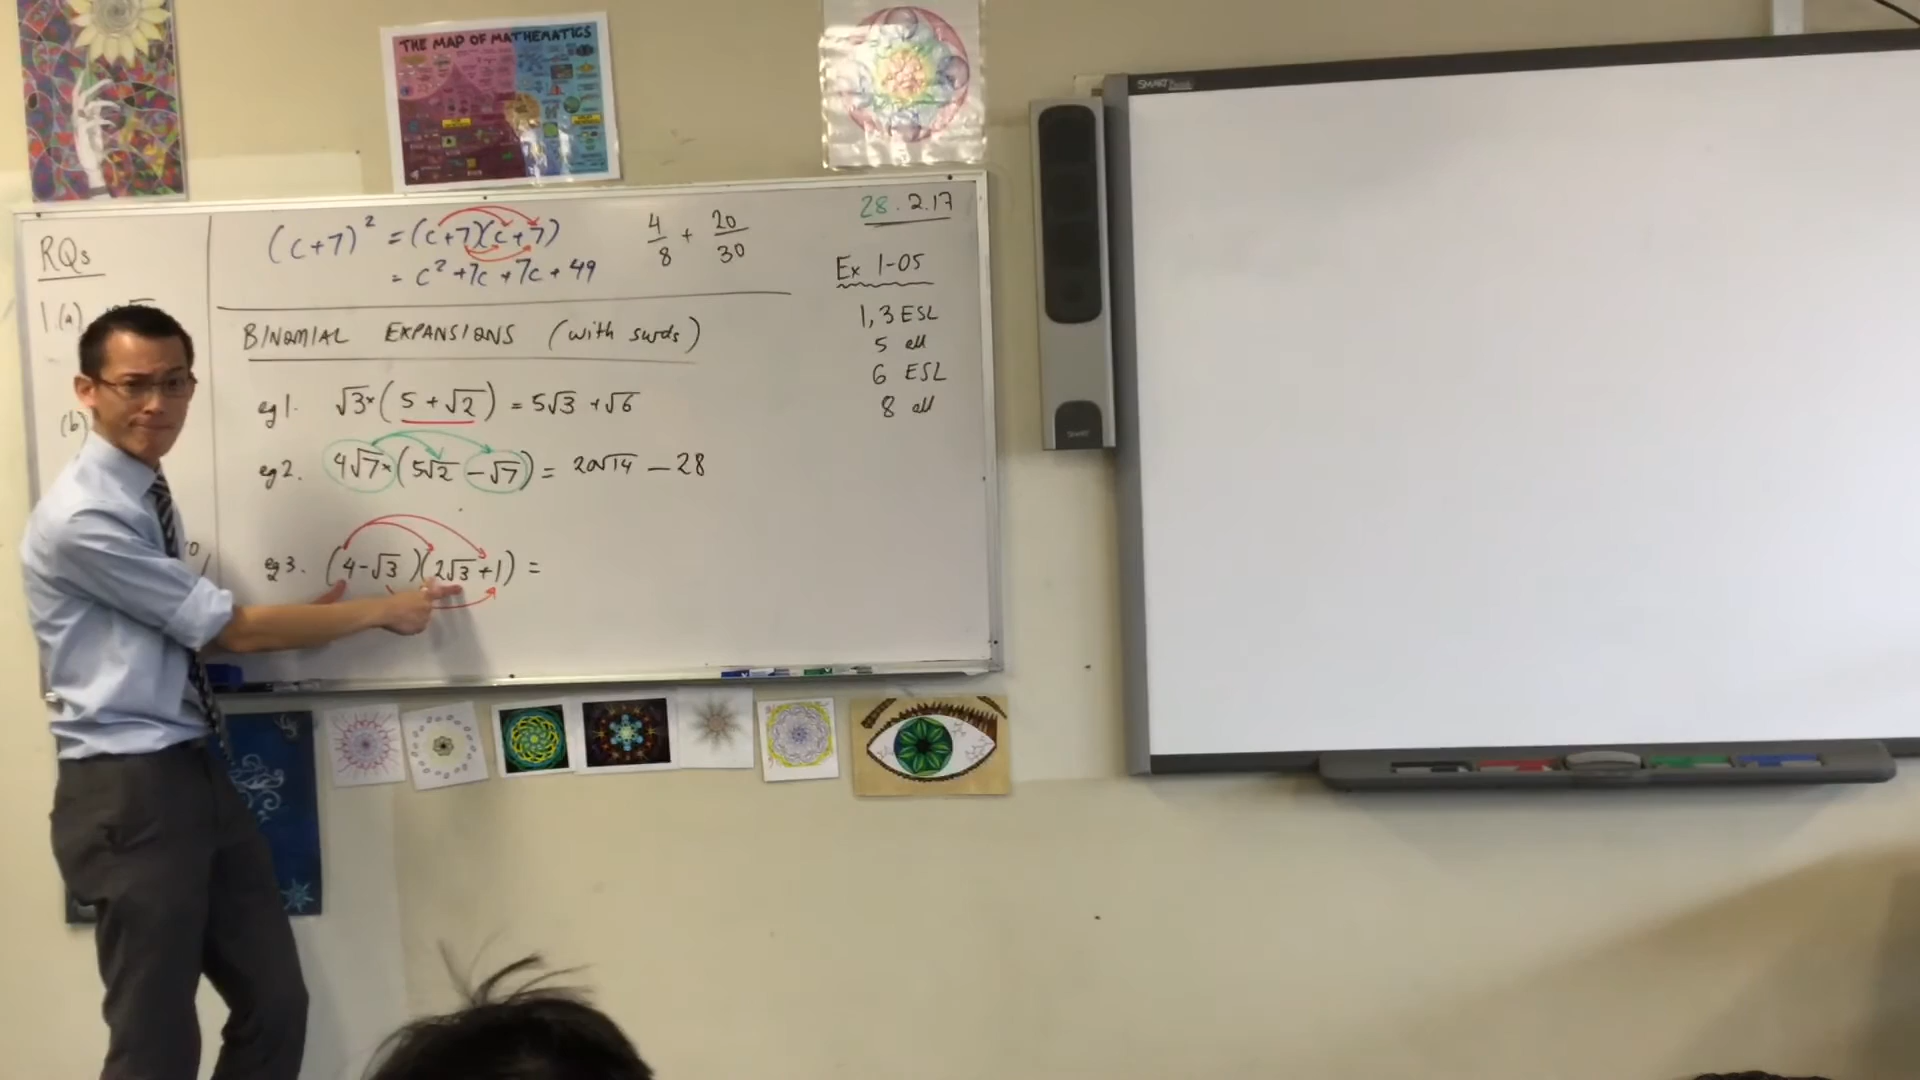 THE MAP OF MATHEMATICS
SMART Board
RQs
1.(a)
(b)
(c+7)² = (c+7)(c+7)
= c² +7c +7c + 49
4/8 + 20/30
28.2.17
Ex 1-05
1, 3 ESL
5 all
6 ESL
8 all
BINOMIAL EXPANSIONS (with surds)
eg 1. √3×(5 + √2) = 5√3 + √6
eg 2. 4√7×(5√2 - √7) = 20√14 - 28
eg 3. (4-√3)(2√3+1) =
SMART